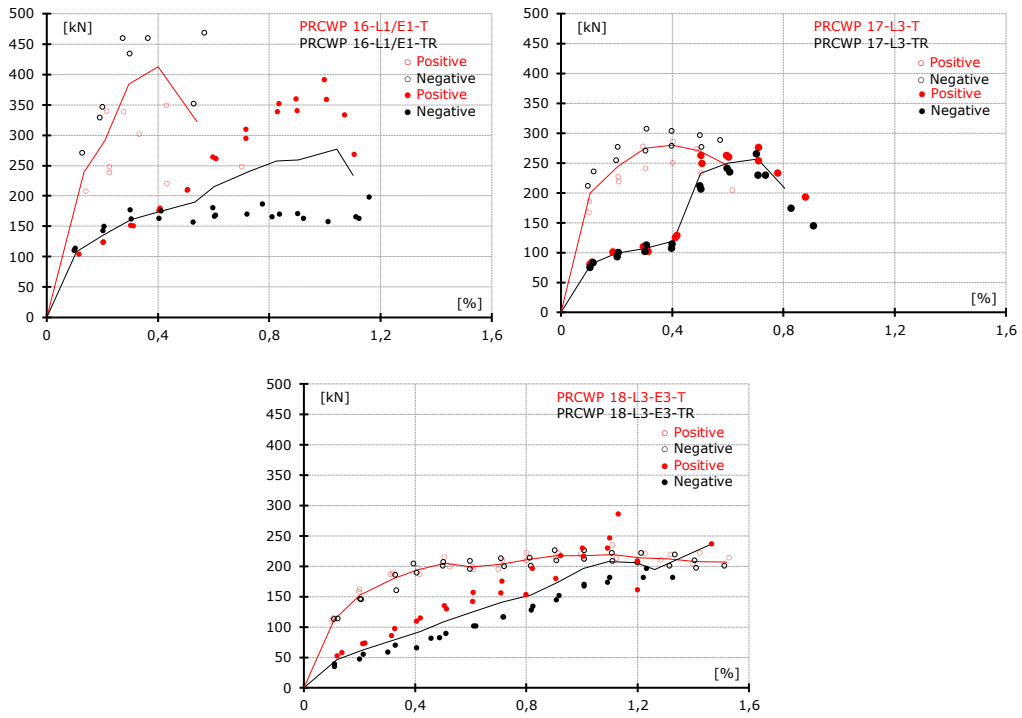 [kN]
PRCWP 16-L1/E1-T
PRCWP 16-L1/E1-TR
Positive
Negative
Positive
Negative
500
450
400
350
300
250
200
150
100
50
0
[%]
0
0,4
0,8
1,2
1,6
[kN]
PRCWP 17-L3-T
PRCWP 17-L3-TR
Positive
Negative
Positive
Negative
500
450
400
350
300
250
200
150
100
50
0
[%]
0
0,4
0,8
1,2
1,6
[kN]
PRCWP 18-L3-E3-T
PRCWP 18-L3-E3-TR
Positive
Negative
Positive
Negative
500
450
400
350
300
250
200
150
100
50
0
[%]
0
0,4
0,8
1,2
1,6